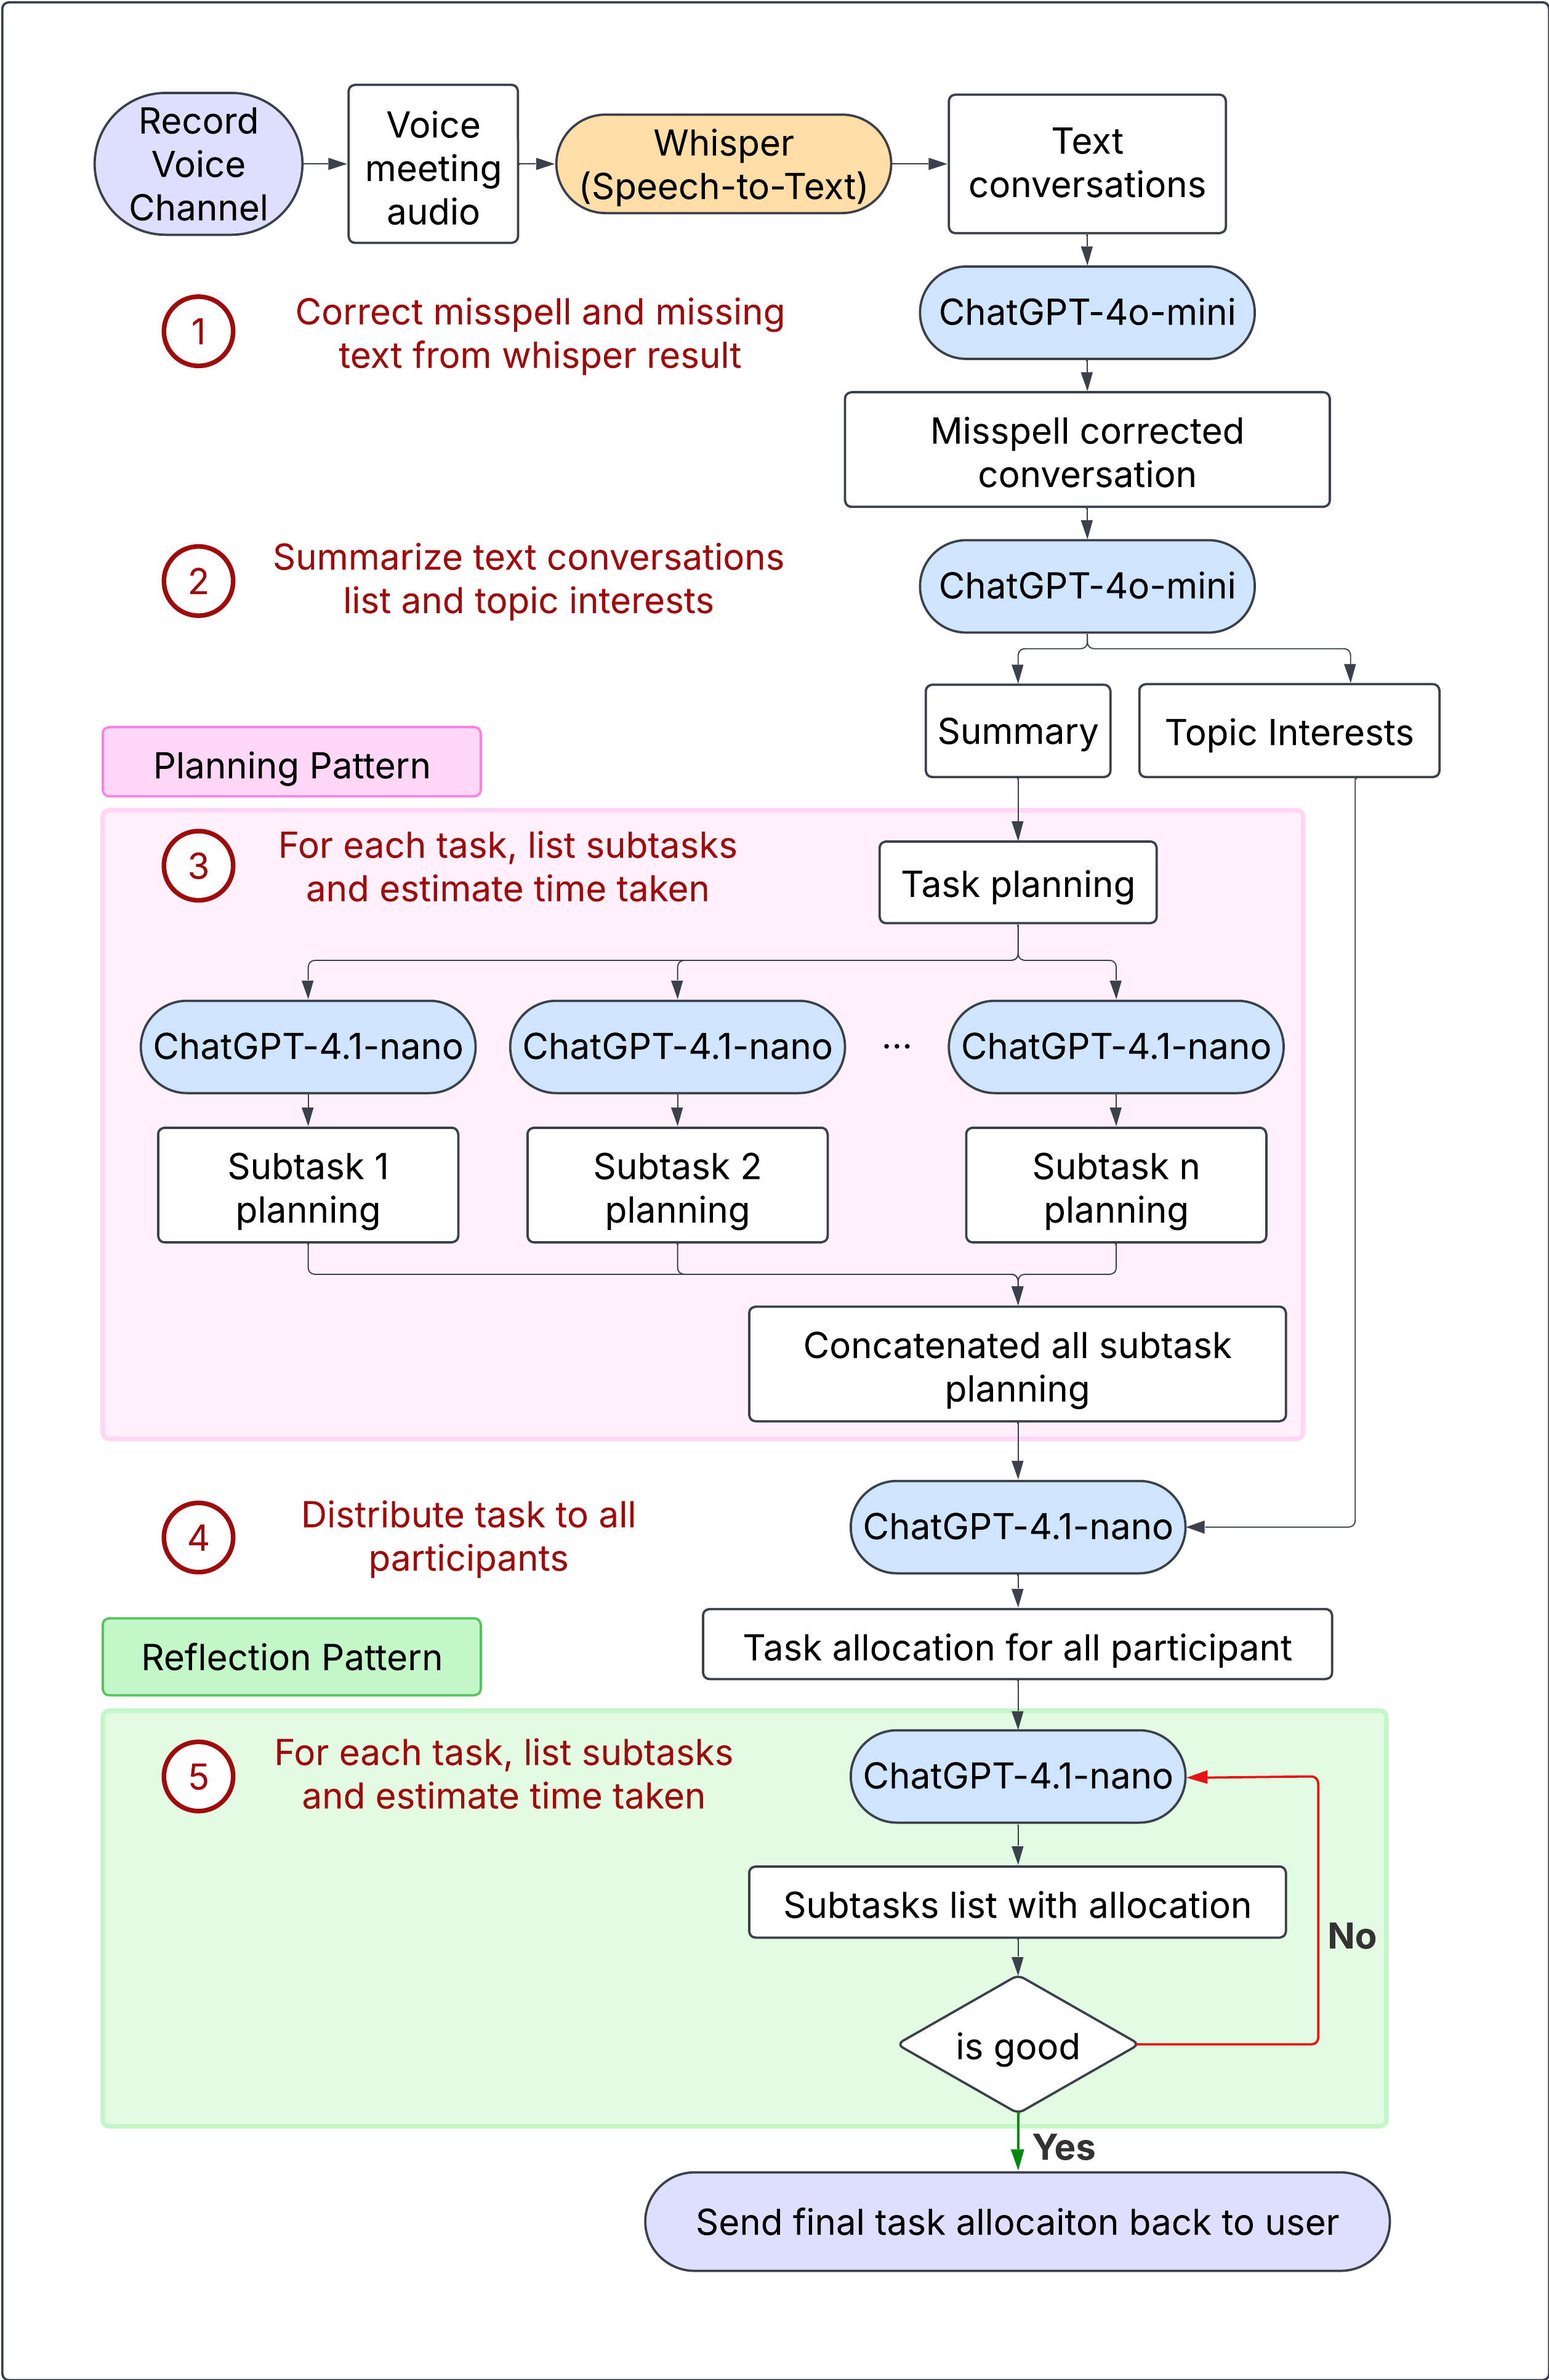 Record
Voice
Channel
Voice
meeting
audio
Whisper
(Speech-to-Text)
Text
conversations
1
Correct misspell and missing
text from whisper result
ChatGPT-4o-mini
Misspell corrected
conversation
2
Summarize text conversations
list and topic interests
ChatGPT-4o-mini
Summary
Topic Interests
Planning Pattern
3
For each task, list subtasks
and estimate time taken
Task planning
ChatGPT-4.1-nano
ChatGPT-4.1-nano
...
ChatGPT-4.1-nano
Subtask 1
planning
Subtask 2
planning
Subtask n
planning
Concatenated all subtask
planning
4
Distribute task to all
participants
ChatGPT-4.1-nano
Task allocation for all participant
Reflection Pattern
5
For each task, list subtasks
and estimate time taken
ChatGPT-4.1-nano
Subtasks list with allocation
No
is good
Yes
Send final task allocaiton back to user